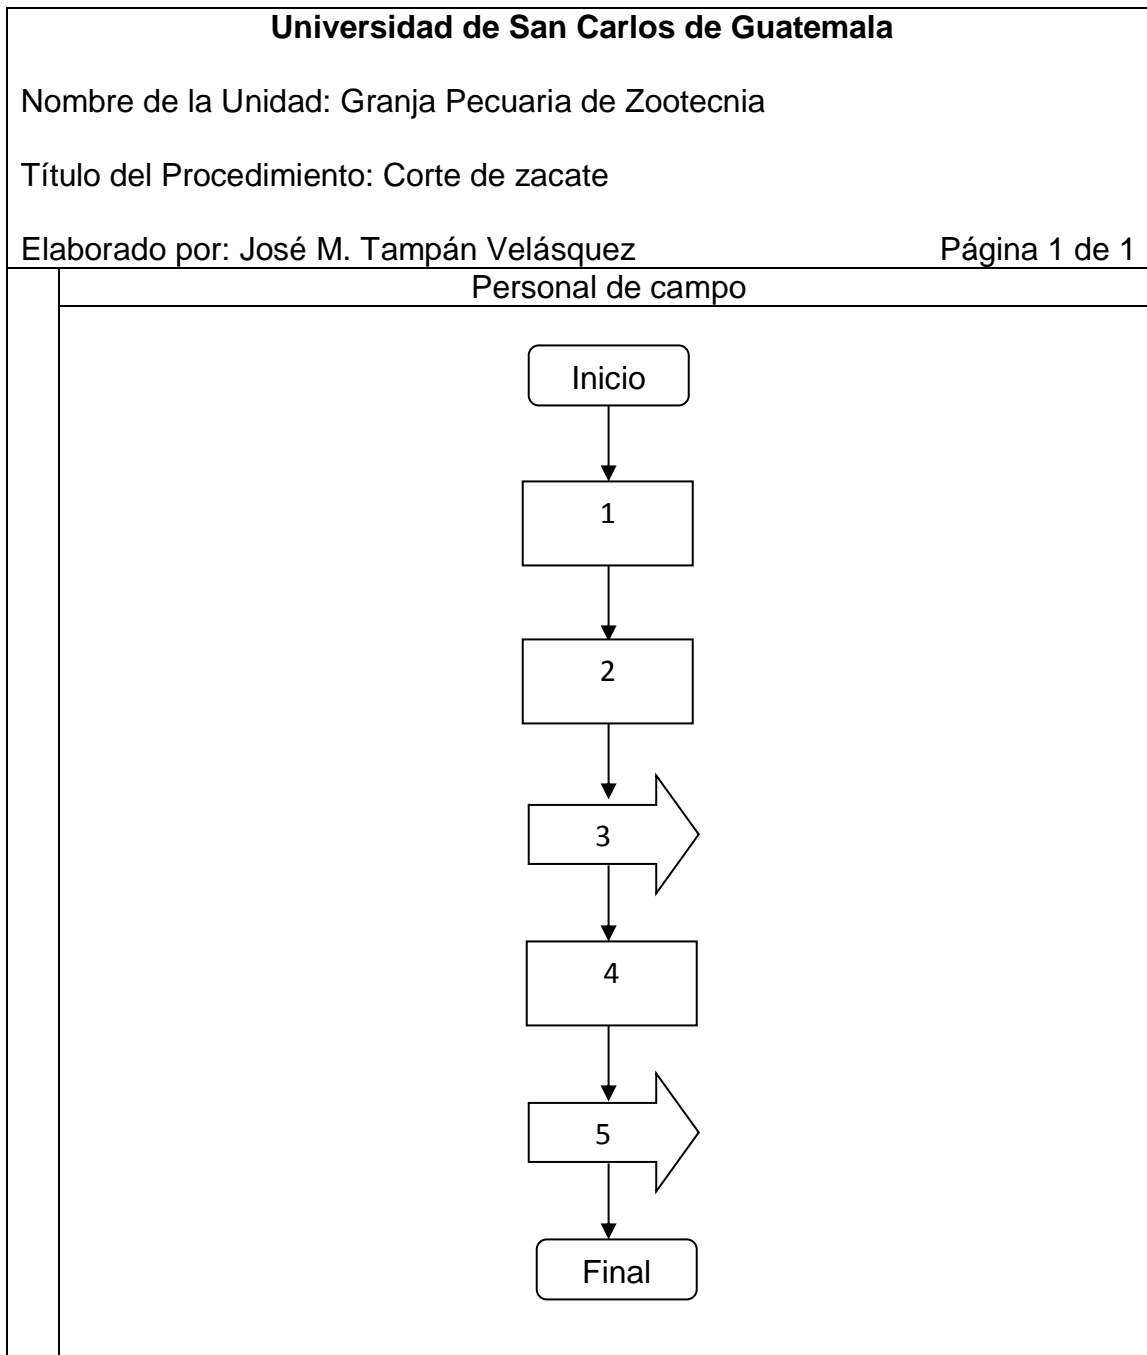 Universidad de San Carlos de Guatemala
Nombre de la Unidad: Granja Pecuaria de Zootecnia
Título del Procedimiento: Corte de zacate
Elaborado por: José M. Tampán Velásquez Página 1 de 1
Personal de campo
Inicio
1
2
3
4
5
Final